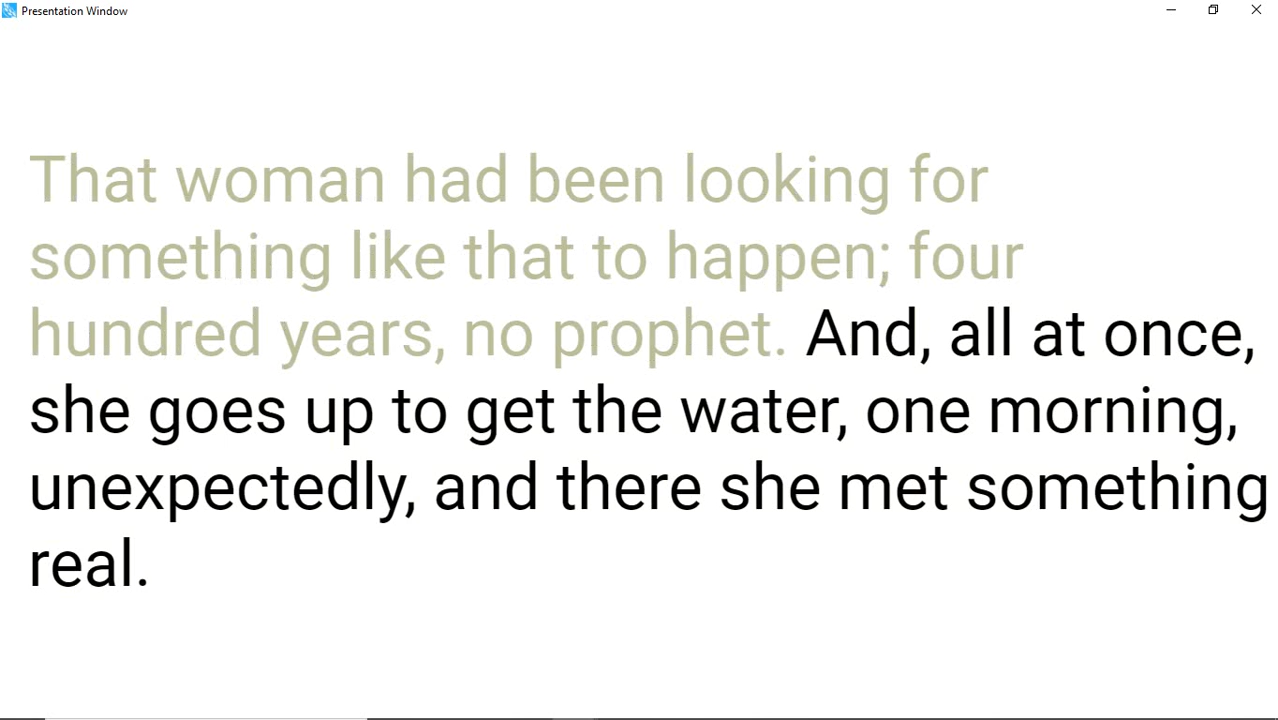 Presentation Window
That woman had been looking for
something like that to happen; four
hundred years, no prophet. And, all at once,
she goes up to get the water, one morning,
unexpectedly, and there she met something
real.